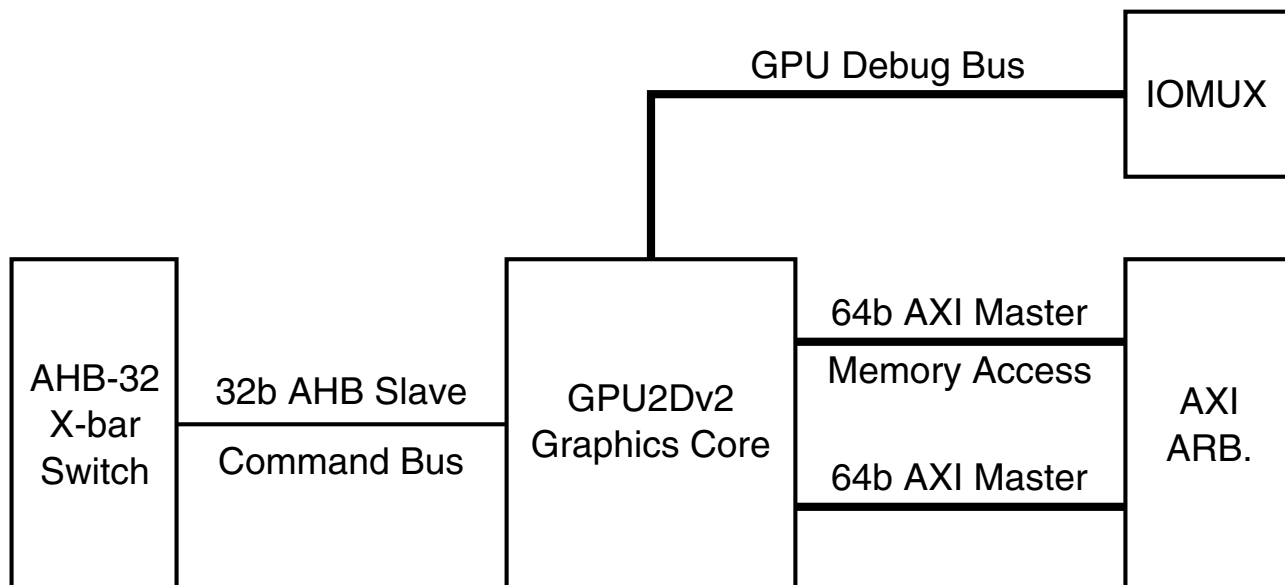 GPU Debug Bus
IOMUX
AHB-32
X-bar
Switch
32b AHB Slave
Command Bus
GPU2Dv2
Graphics Core
64b AXI Master
Memory Access
64b AXI Master
AXI
ARB.